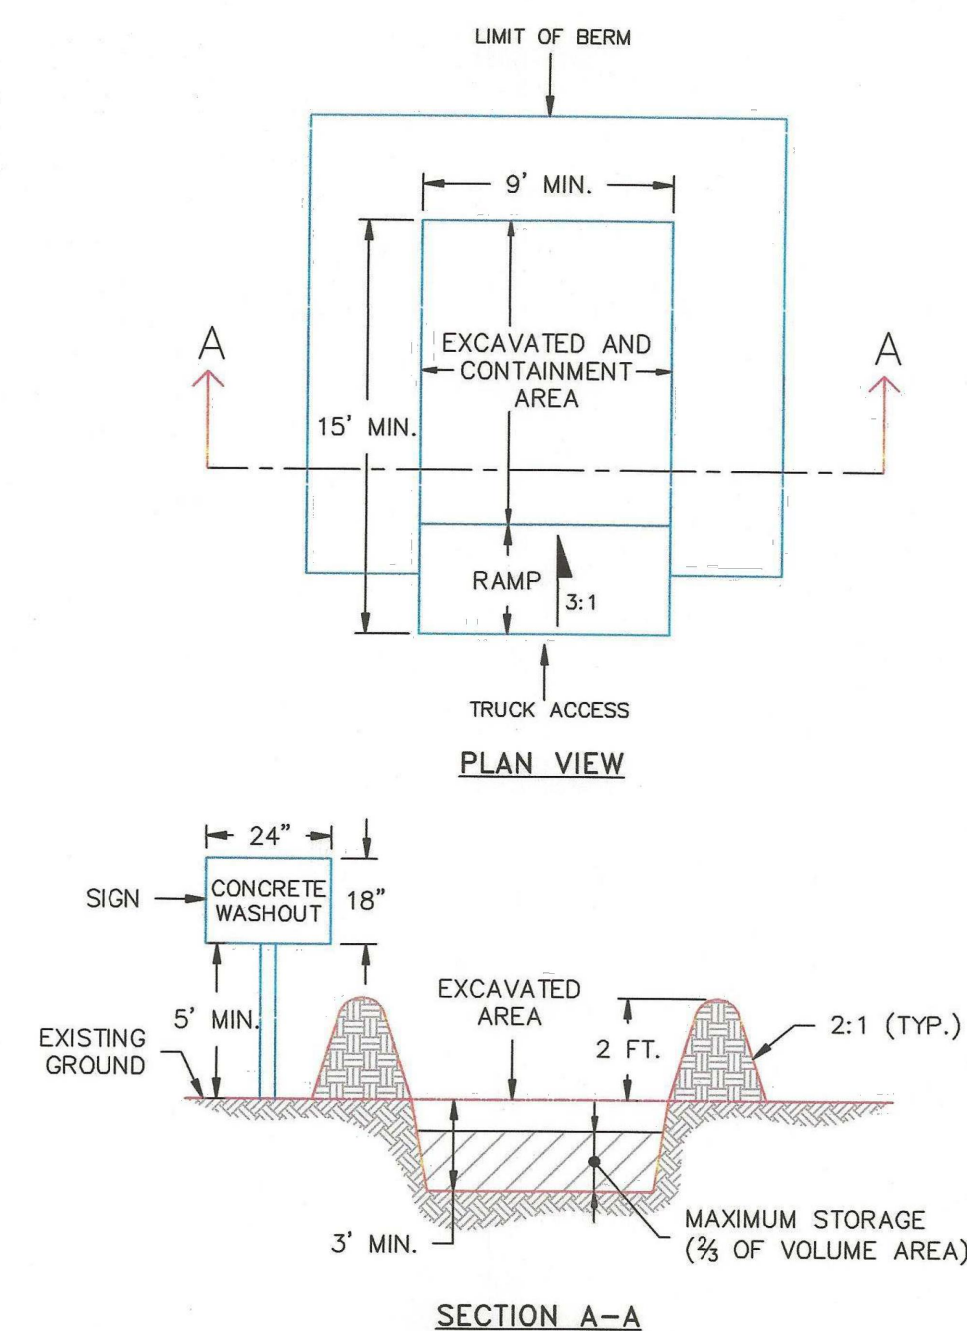 LIMIT OF BERM
9' MIN.
A
A
EXCAVATED AND
CONTAINMENT
AREA
15' MIN.
RAMP
3:1
TRUCK ACCESS
PLAN VIEW
24"
SIGN
CONCRETE
WASHOUT
18"
5' MIN.
EXISTING
GROUND
EXCAVATED
AREA
2 FT.
2:1 (TYP.)
3' MIN.
MAXIMUM STORAGE
(⅔ OF VOLUME AREA)
SECTION A-A